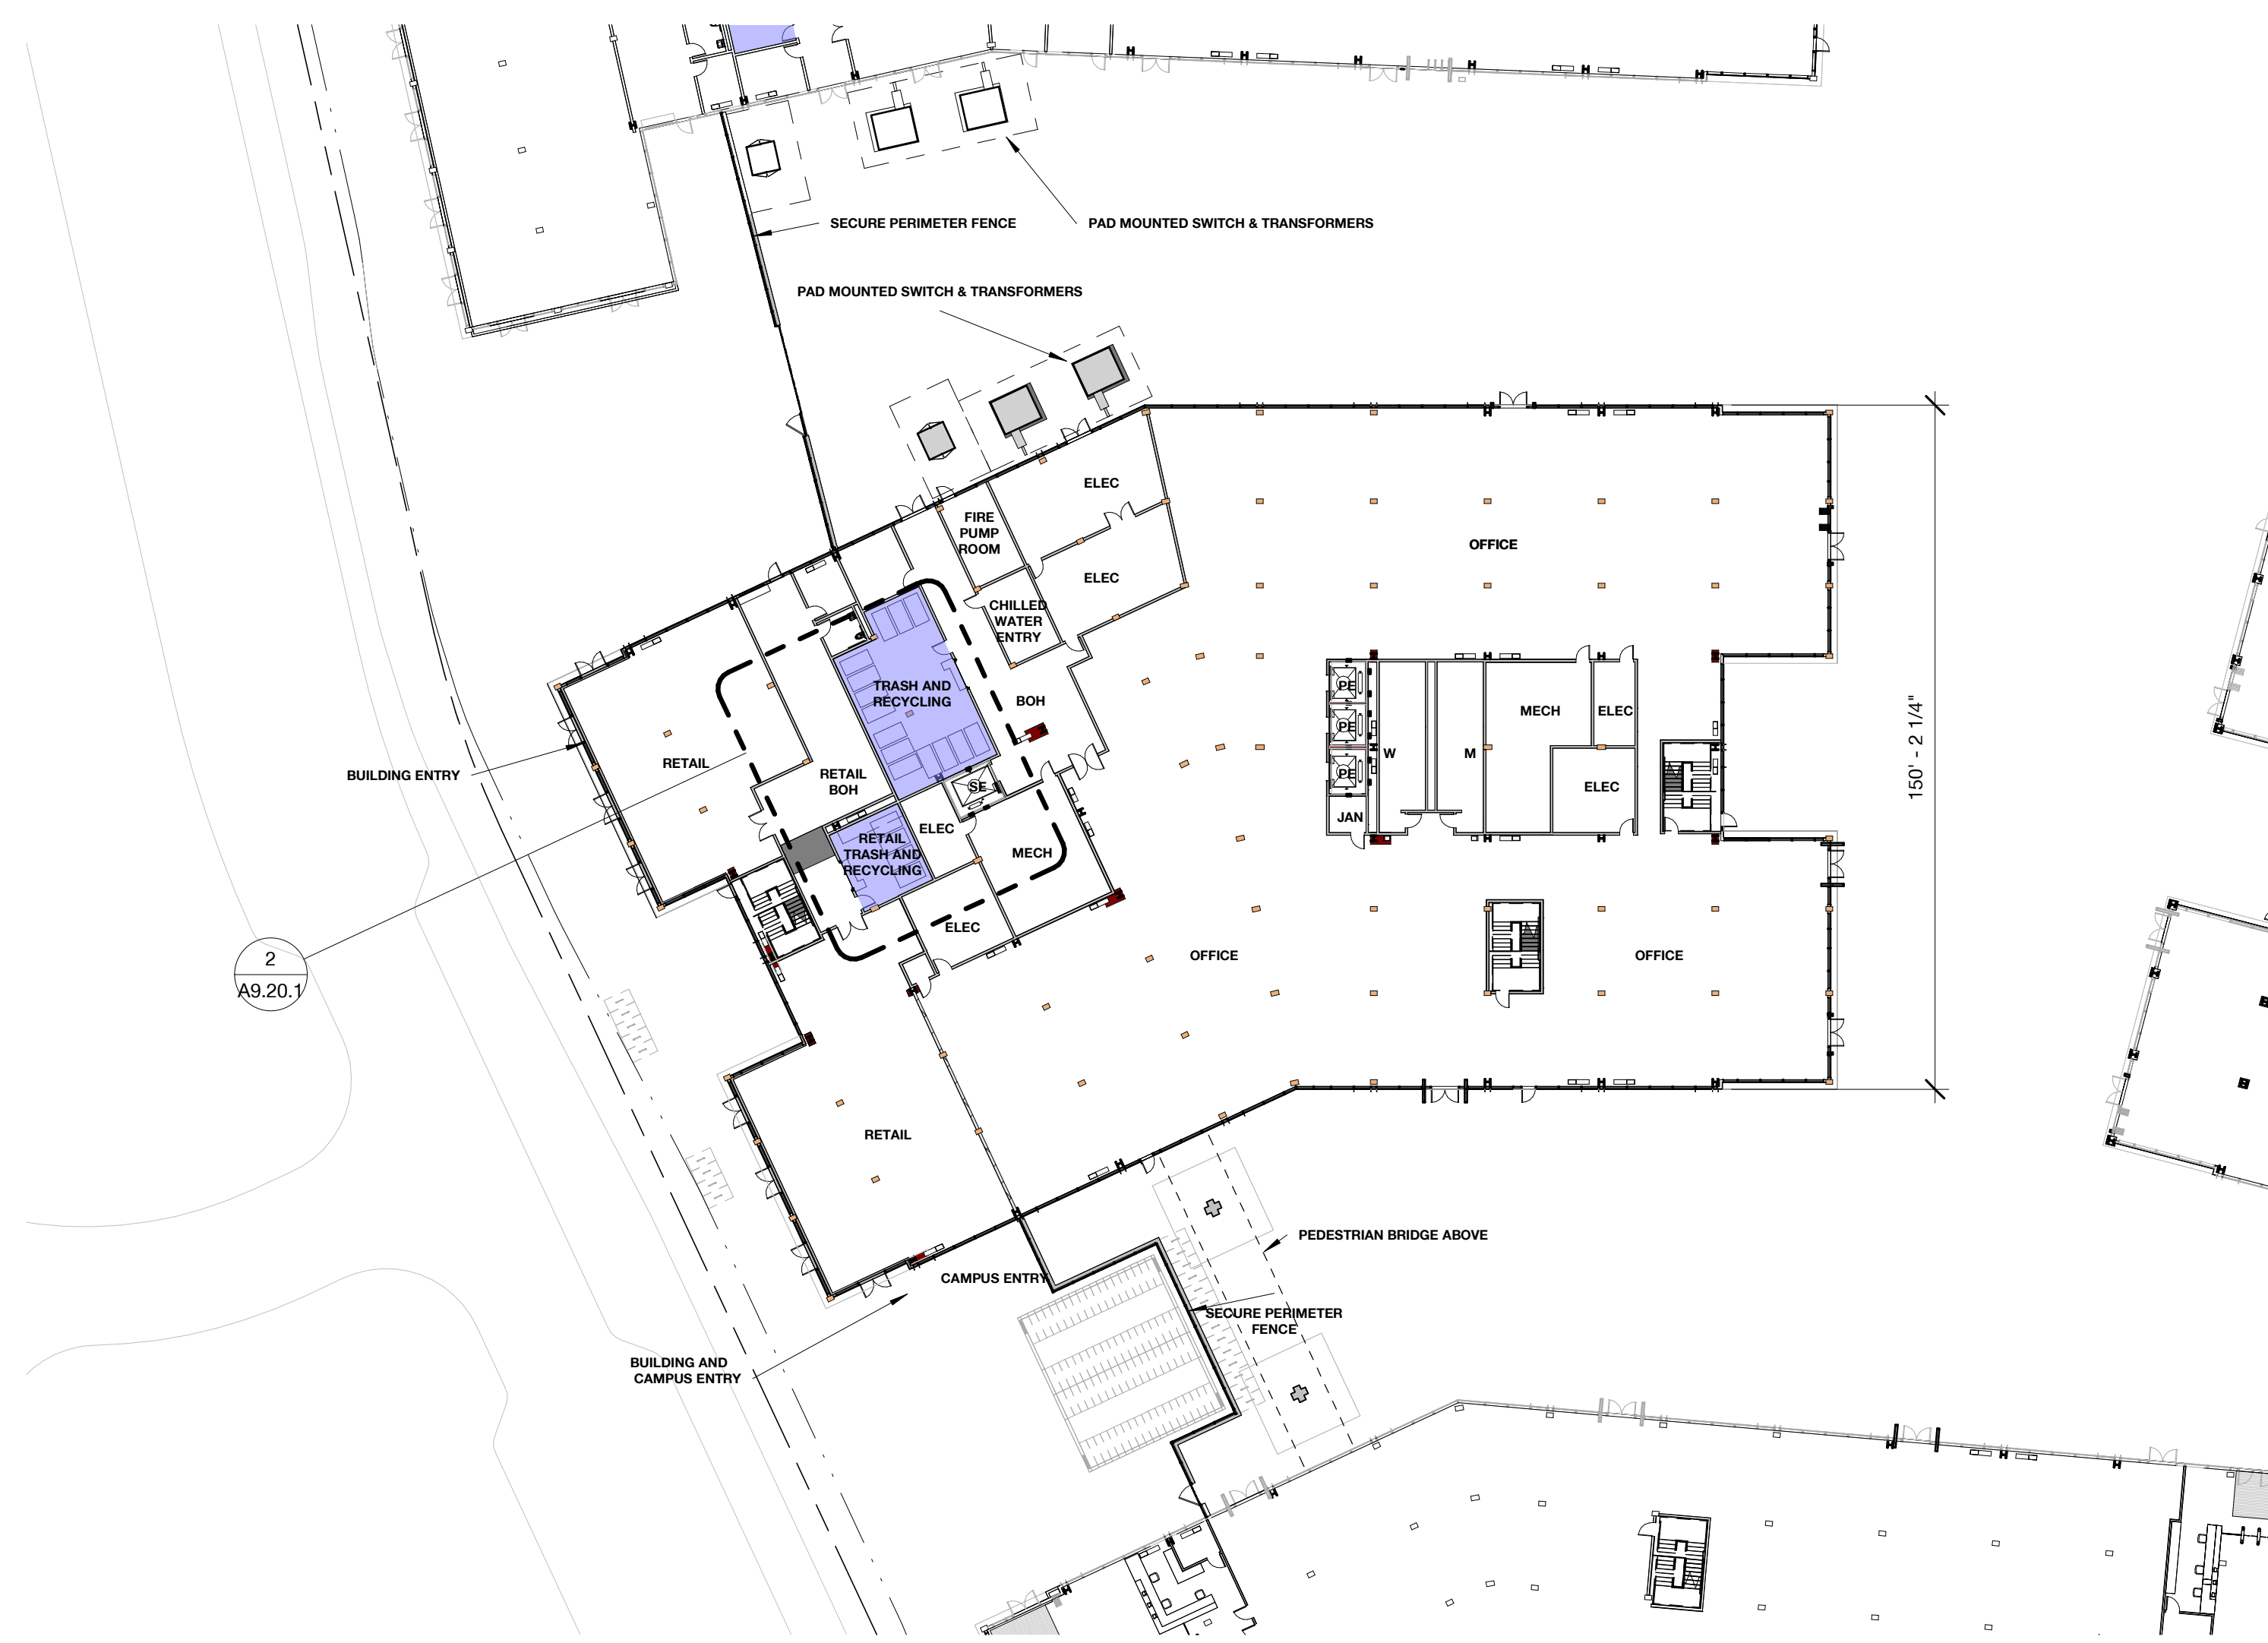 SECURE PERIMETER FENCE
PAD MOUNTED SWITCH & TRANSFORMERS
PAD MOUNTED SWITCH & TRANSFORMERS
ELEC
FIRE
PUMP
ROOM
OFFICE
ELEC
CHILLED
WATER
ENTRY
TRASH AND
RECYCLING
BOH
PE
PE
PE
W
M
MECH
ELEC
ELEC
JAN
150' - 2 1/4"
BUILDING ENTRY
RETAIL
RETAIL
BOH
SE
ELEC
RETAIL
TRASH AND
RECYCLING
MECH
ELEC
OFFICE
OFFICE
2
A9.20.1
RETAIL
PEDESTRIAN BRIDGE ABOVE
CAMPUS ENTRY
SECURE PERIMETER
FENCE
BUILDING AND
CAMPUS ENTRY